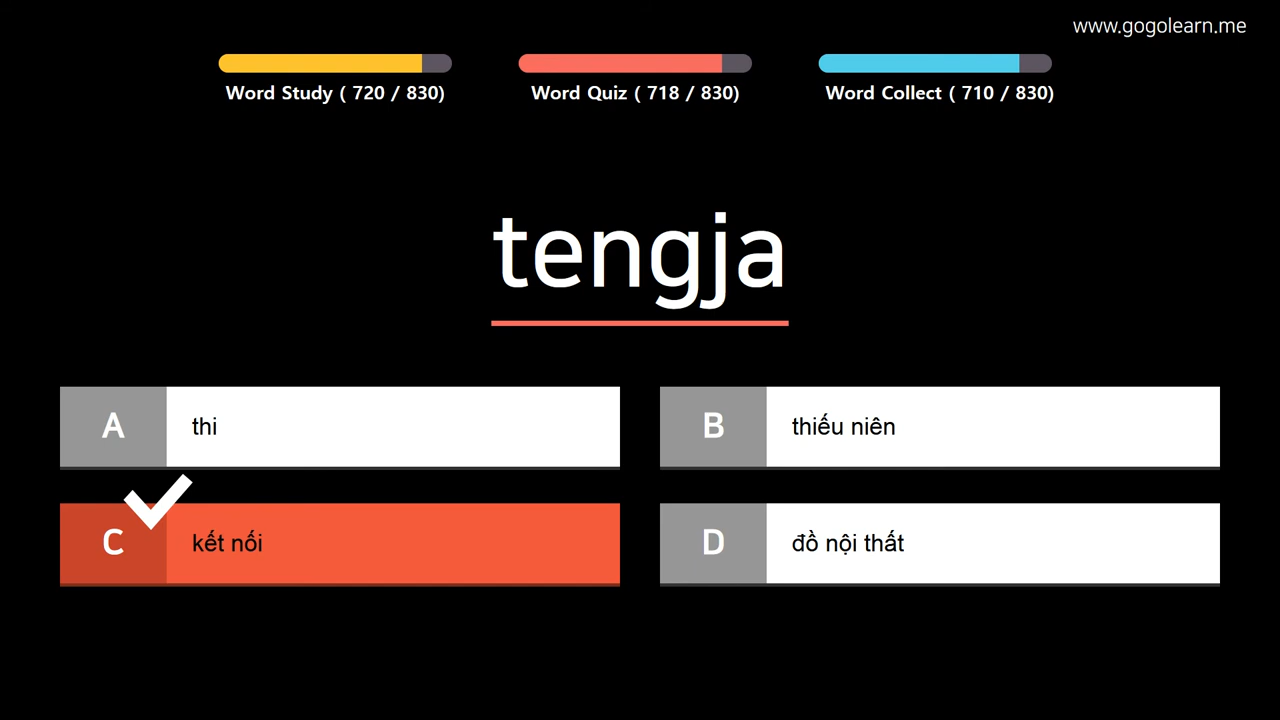 www.gogolearn.me
Word Study ( 720 / 830)
Word Quiz ( 718 / 830)
Word Collect ( 710 / 830)
tengja
A thi
B thiếu niên
C kết nối
D đồ nội thất